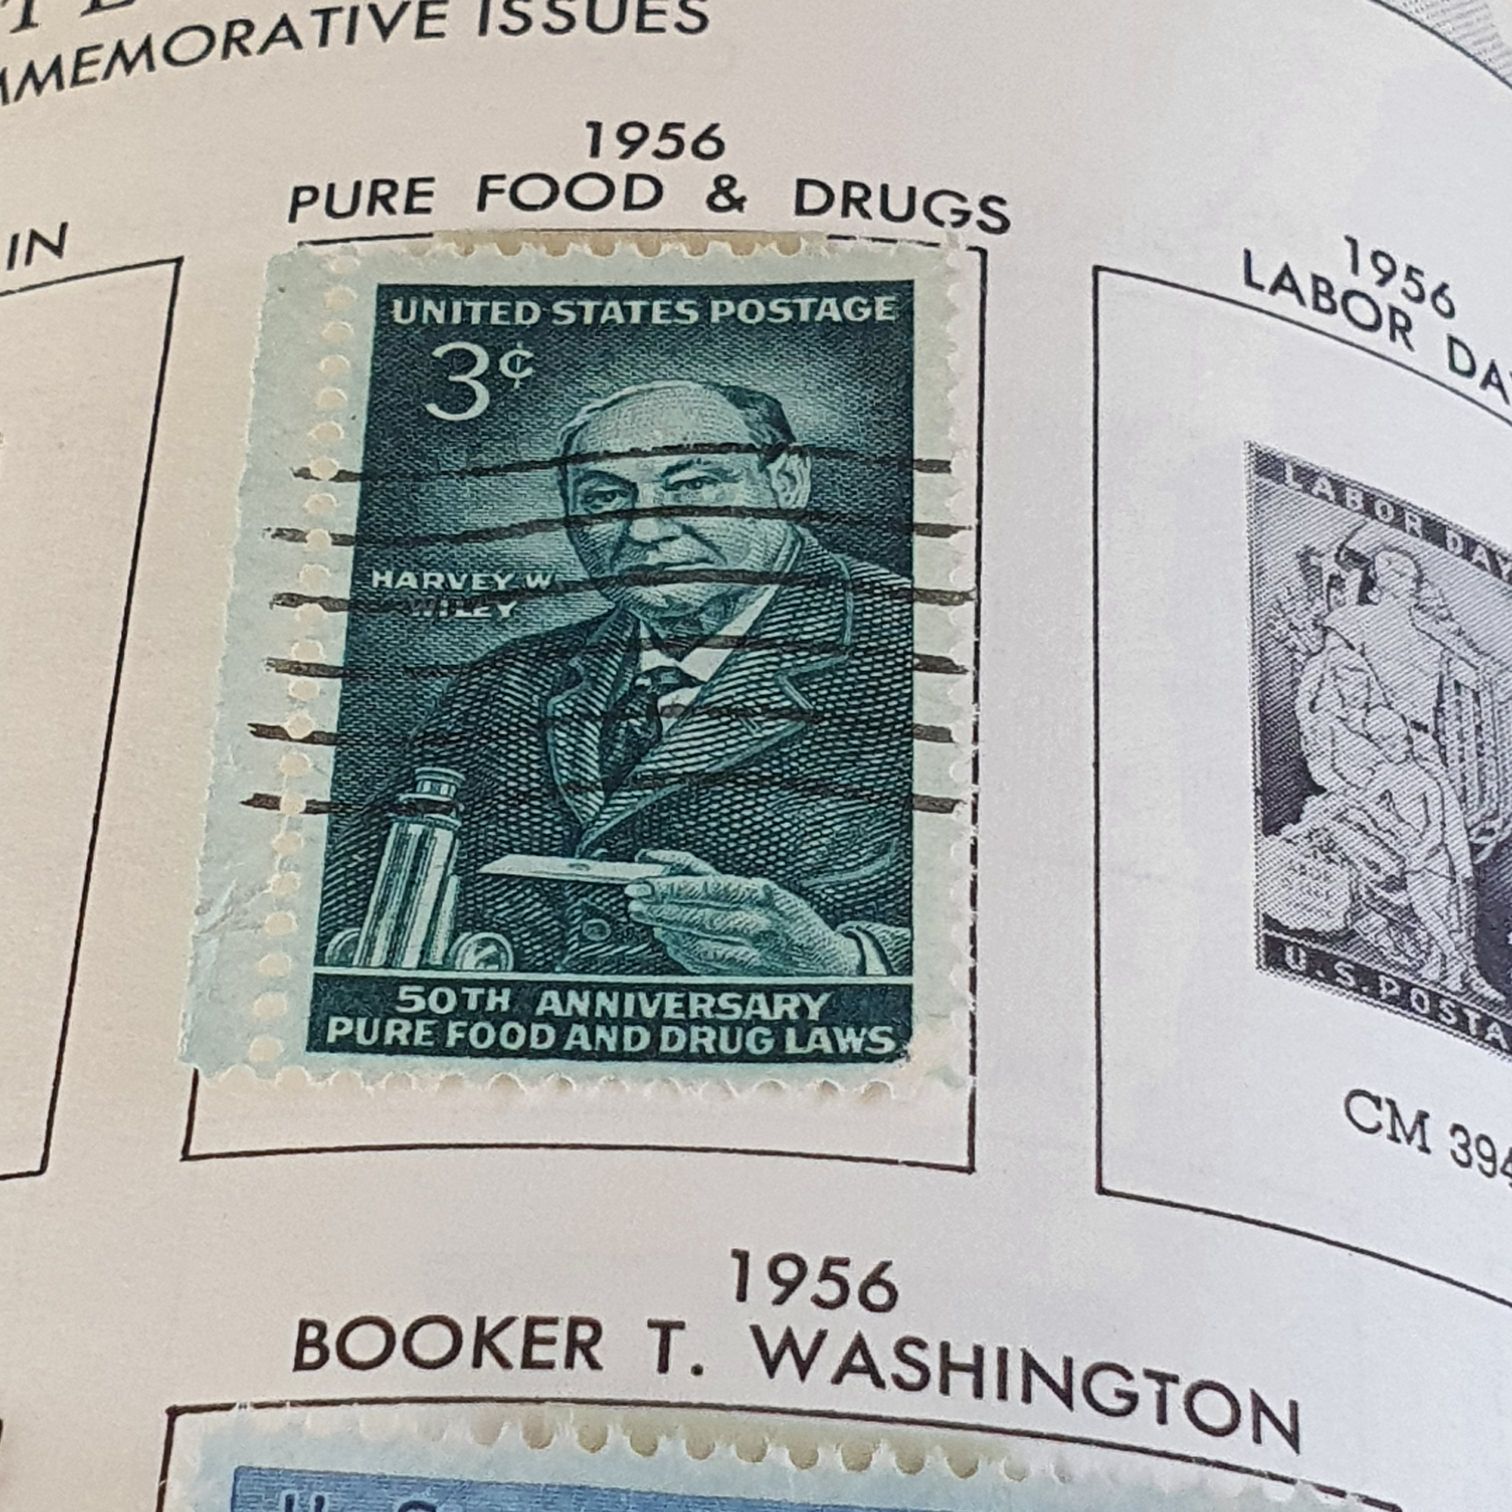 MMEMORATIVE ISSUES
IN
1956
PURE FOOD & DRUGS
UNITED STATES POSTAGE
3¢
HARVEY W
WILEY
50TH ANNIVERSARY
PURE FOOD AND DRUG LAWS
1956
LABOR DA
LABOR DAY
U.S.POSTA
CM 394
1956
BOOKER T. WASHINGTON